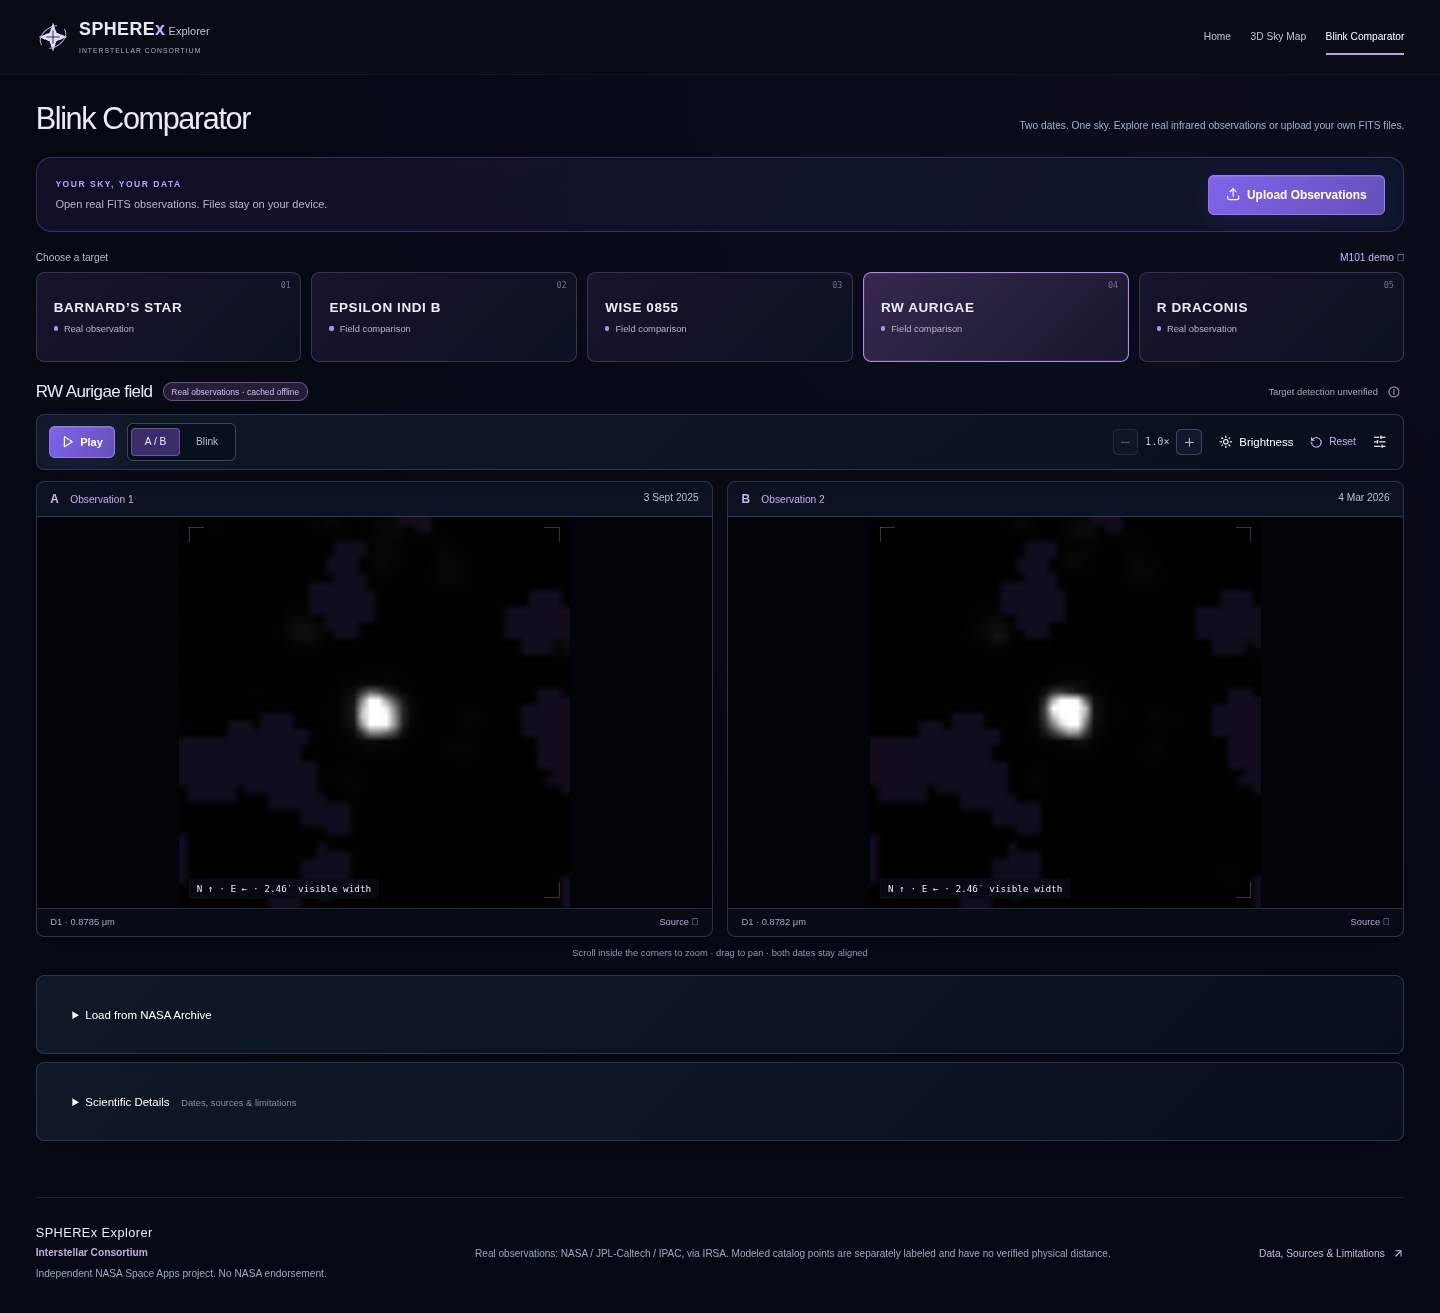 SPHEREx Explorer
INTERSTELLAR CONSORTIUM
Home
3D Sky Map
Blink Comparator
Blink Comparator
Two dates. One sky. Explore real infrared observations or upload your own FITS files.
YOUR SKY, YOUR DATA
Open real FITS observations. Files stay on your device.
Upload Observations
Choose a target
M101 demo
01
BARNARD’S STAR
Real observation
02
EPSILON INDI B
Field comparison
03
WISE 0855
Field comparison
04
RW AURIGAE
Field comparison
05
R DRACONIS
Real observation
RW Aurigae field
Real observations · cached offline
Target detection unverified
Play
A / B
Blink
1.0×
Brightness
Reset
A Observation 1
3 Sept 2025
N ↑ · E ← · 2.46′ visible width
D1 · 0.8785 μm
Source
B Observation 2
4 Mar 2026
N ↑ · E ← · 2.46′ visible width
D1 · 0.8782 μm
Source
Scroll inside the corners to zoom · drag to pan · both dates stay aligned
Load from NASA Archive
Scientific Details Dates, sources & limitations
SPHEREx Explorer
Interstellar Consortium
Independent NASA Space Apps project. No NASA endorsement.
Real observations: NASA / JPL-Caltech / IPAC, via IRSA. Modeled catalog points are separately labeled and have no verified physical distance.
Data, Sources & Limitations